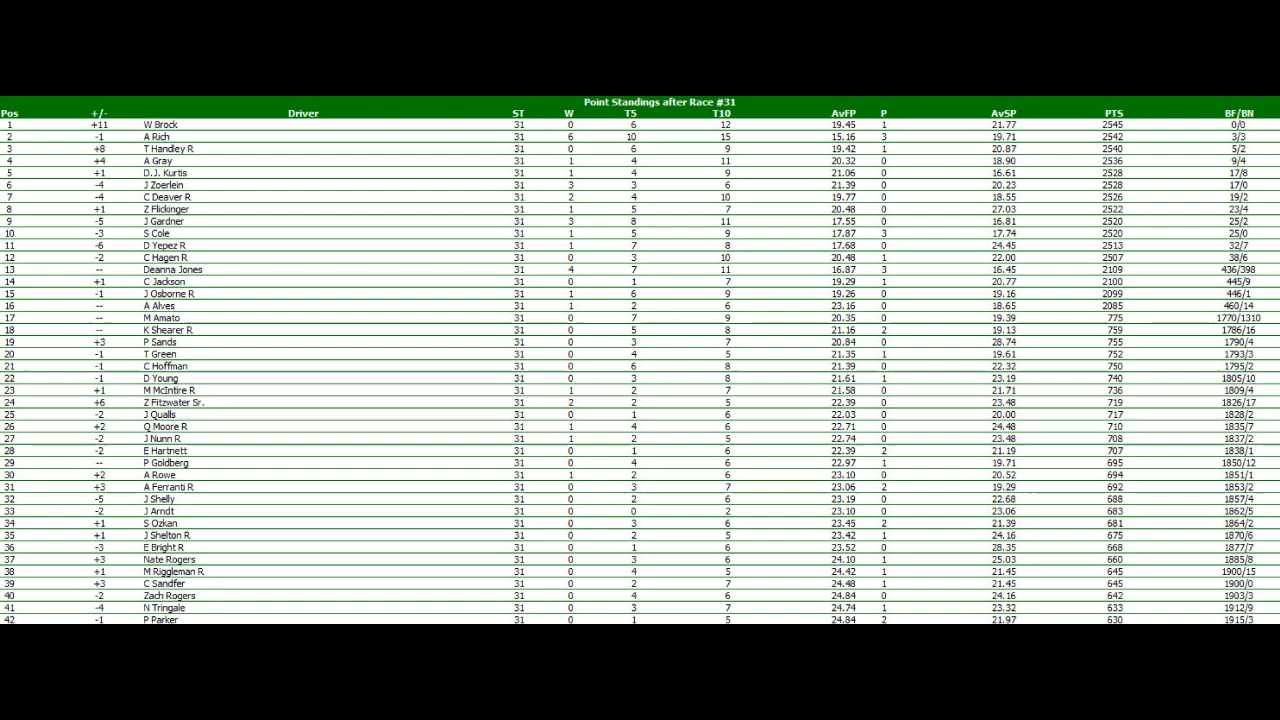 Point Standings after Race #31
Pos +/- Driver ST W T5 T10 AvFP P AvSP PTS BF/BN
1 +11 W Brock 31 0 6 12 19.45 1 21.77 2545 0/0
2 -1 A Rich 31 6 10 15 15.16 3 19.71 2542 3/3
3 +8 T Handley R 31 0 6 9 19.42 1 20.87 2540 5/2
4 +4 A Gray 31 1 4 11 20.32 0 18.90 2536 9/4
5 +1 D.J. Kurtis 31 1 4 9 21.06 0 16.61 2528 17/8
6 -4 J Zoerlein 31 3 3 6 21.39 0 20.23 2528 17/0
7 -4 C Deaver R 31 2 4 10 19.77 0 18.55 2526 19/2
8 +1 Z Flickinger 31 1 5 7 20.48 0 27.03 2522 23/4
9 -5 J Gardner 31 3 8 11 17.55 0 16.81 2520 25/2
10 -3 S Cole 31 1 5 9 17.87 3 17.74 2520 25/0
11 -6 D Yepez R 31 1 7 8 17.68 0 24.45 2513 32/7
12 -2 C Hagen R 31 0 3 10 20.48 1 22.00 2507 38/6
13 -- Deanna Jones 31 4 7 11 16.87 3 16.45 2109 436/398
14 +1 C Jackson 31 0 1 7 19.29 1 20.77 2100 445/9
15 -1 J Osborne R 31 1 6 9 19.26 0 19.16 2099 446/1
16 -- A Alves 31 1 2 6 23.16 0 18.65 2085 460/14
17 -- M Amato 31 0 7 9 20.35 0 19.39 775 1770/1310
18 -- K Shearer R 31 0 5 8 21.16 2 19.13 759 1786/16
19 +3 P Sands 31 0 3 7 20.84 0 28.74 755 1790/4
20 -1 T Green 31 0 4 5 21.35 1 19.61 752 1793/3
21 -1 C Hoffman 31 0 6 8 21.39 0 22.32 750 1795/2
22 -1 D Young 31 0 3 8 21.61 1 23.19 740 1805/10
23 +1 M McIntire R 31 1 2 7 21.58 0 21.71 736 1809/4
24 +6 Z Fitzwater Sr. 31 2 2 5 22.39 0 23.48 719 1826/17
25 -2 J Qualls 31 0 1 6 22.03 0 20.00 717 1828/2
26 +2 Q Moore R 31 1 4 6 22.71 0 24.48 710 1835/7
27 -2 J Nunn R 31 1 2 5 22.74 0 23.48 708 1837/2
28 -2 E Hartnett 31 0 1 6 22.39 2 21.19 707 1838/1
29 -- P Goldberg 31 0 4 6 22.97 1 19.71 695 1850/12
30 +2 A Rowe 31 1 2 6 23.10 0 20.52 694 1851/1
31 +3 A Ferranti R 31 0 3 7 23.06 2 19.29 692 1853/2
32 -5 J Shelly 31 0 2 6 23.19 0 22.68 688 1857/4
33 -2 J Arndt 31 0 0 2 23.10 0 23.06 683 1862/5
34 +1 S Ozkan 31 0 3 6 23.45 2 21.39 681 1864/2
35 +1 J Shelton R 31 0 2 5 23.42 1 24.16 675 1870/6
36 -3 E Bright R 31 0 1 6 23.52 0 28.35 668 1877/7
37 +3 Nate Rogers 31 0 3 6 24.10 1 25.03 660 1885/8
38 +1 M Riggleman R 31 0 4 5 24.42 1 21.45 645 1900/15
39 +3 C Sandfer 31 0 2 7 24.48 1 21.45 645 1900/0
40 -2 Zach Rogers 31 0 4 6 24.84 0 24.16 642 1903/3
41 -4 N Tringale 31 0 3 7 24.74 1 23.32 633 1912/9
42 -1 P Parker 31 0 1 5 24.84 2 21.97 630 1915/3